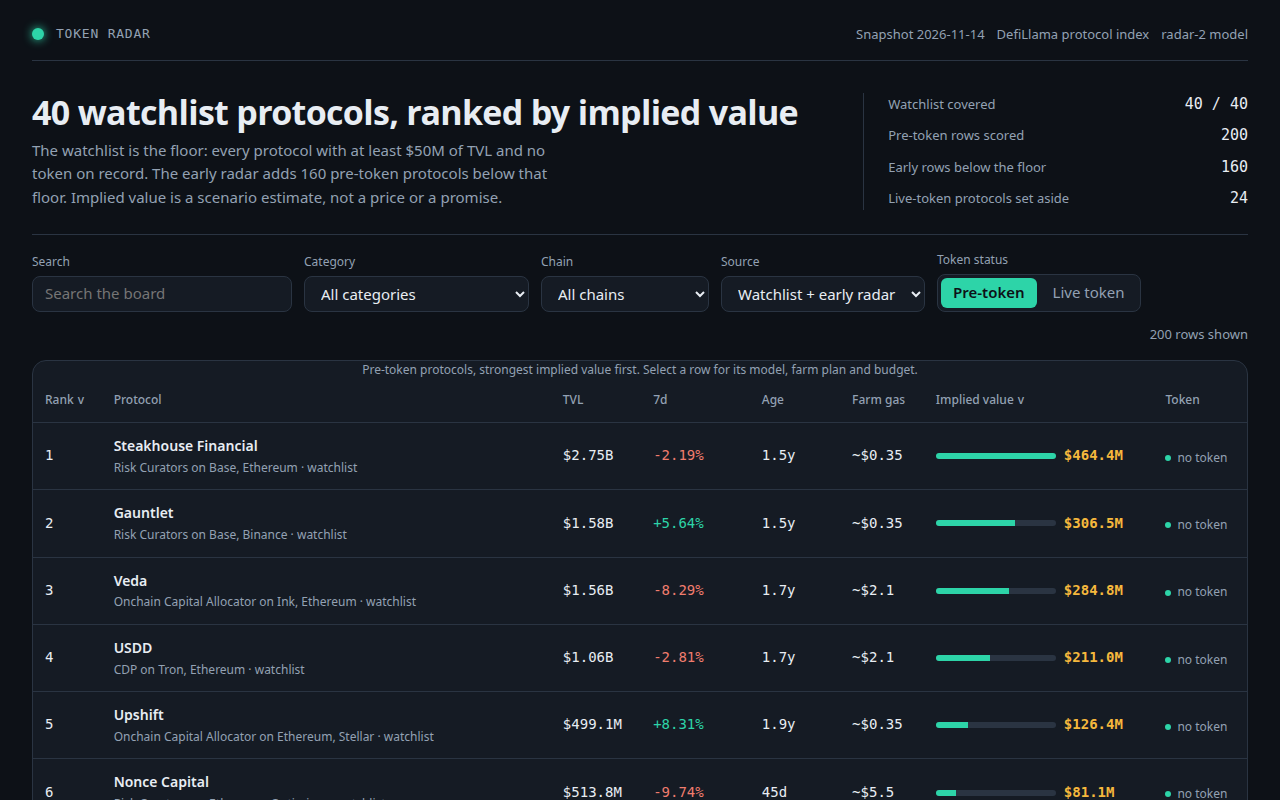 TOKEN RADAR
Snapshot 2026-11-14 DefiLlama protocol index radar-2 model
40 watchlist protocols, ranked by implied value
The watchlist is the floor: every protocol with at least $50M of TVL and no
token on record. The early radar adds 160 pre-token protocols below that
floor. Implied value is a scenario estimate, not a price or a promise.
Watchlist covered 40 / 40
Pre-token rows scored 200
Early rows below the floor 160
Live-token protocols set aside 24
Search Category Chain Source Token status
Search the board All categories All chains Watchlist + early radar Pre-token Live token
200 rows shown
Pre-token protocols, strongest implied value first. Select a row for its model, farm plan and budget.
Rank v Protocol TVL 7d Age Farm gas Implied value v Token
1 Steakhouse Financial $2.75B -2.19% 1.5y ~$0.35 $464.4M no token
Risk Curators on Base, Ethereum · watchlist
2 Gauntlet $1.58B +5.64% 1.5y ~$0.35 $306.5M no token
Risk Curators on Base, Binance · watchlist
3 Veda $1.56B -8.29% 1.7y ~$2.1 $284.8M no token
Onchain Capital Allocator on Ink, Ethereum · watchlist
4 USDD $1.06B -2.81% 1.7y ~$2.1 $211.0M no token
CDP on Tron, Ethereum · watchlist
5 Upshift $499.1M +8.31% 1.9y ~$0.35 $126.4M no token
Onchain Capital Allocator on Ethereum, Stellar · watchlist
6 Nonce Capital $513.8M -9.74% 45d ~$5.5 $81.1M no token